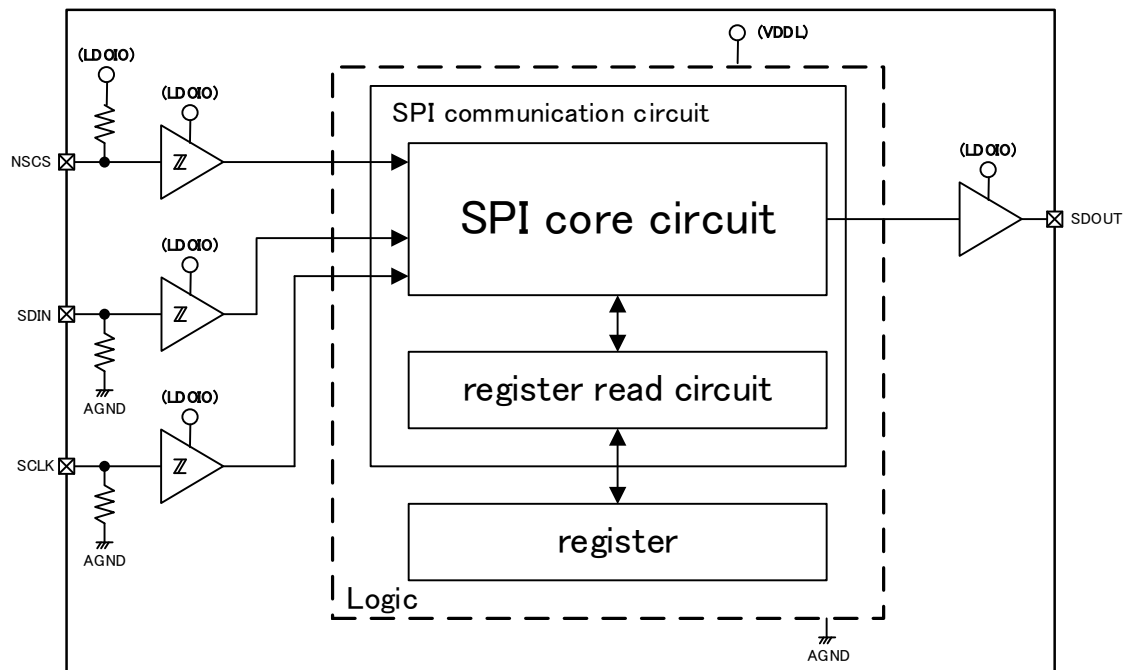 (VDDL)
(LDOIO)
(LDOIO)
SPI communication circuit
NSCS
SPI core circuit
(LDOIO)
SDOUT
(LDOIO)
SDIN
AGND
register read circuit
(LDOIO)
SCLK
AGND
register
Logic
AGND